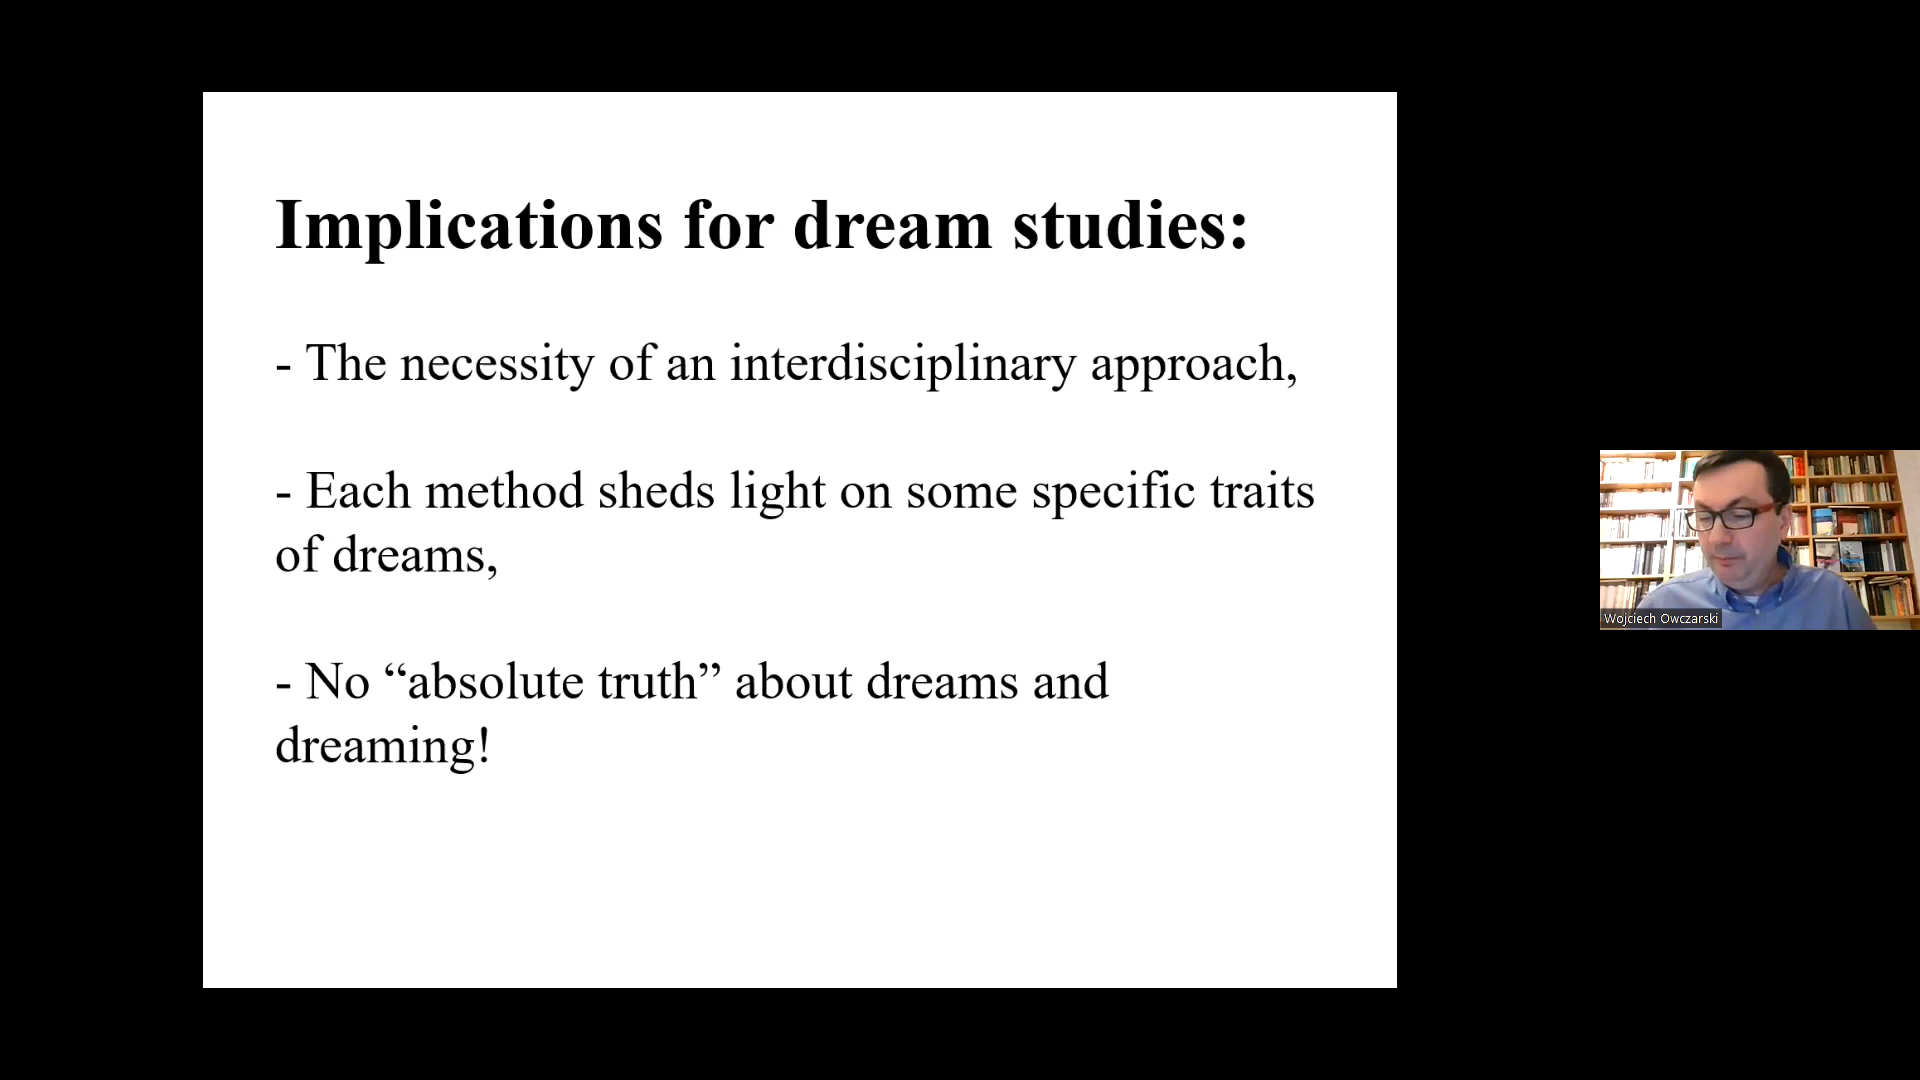 Implications for dream studies:
- The necessity of an interdisciplinary approach,
- Each method sheds light on some specific traits
of dreams,
- No “absolute truth” about dreams and
dreaming!
Wojciech Owczarski